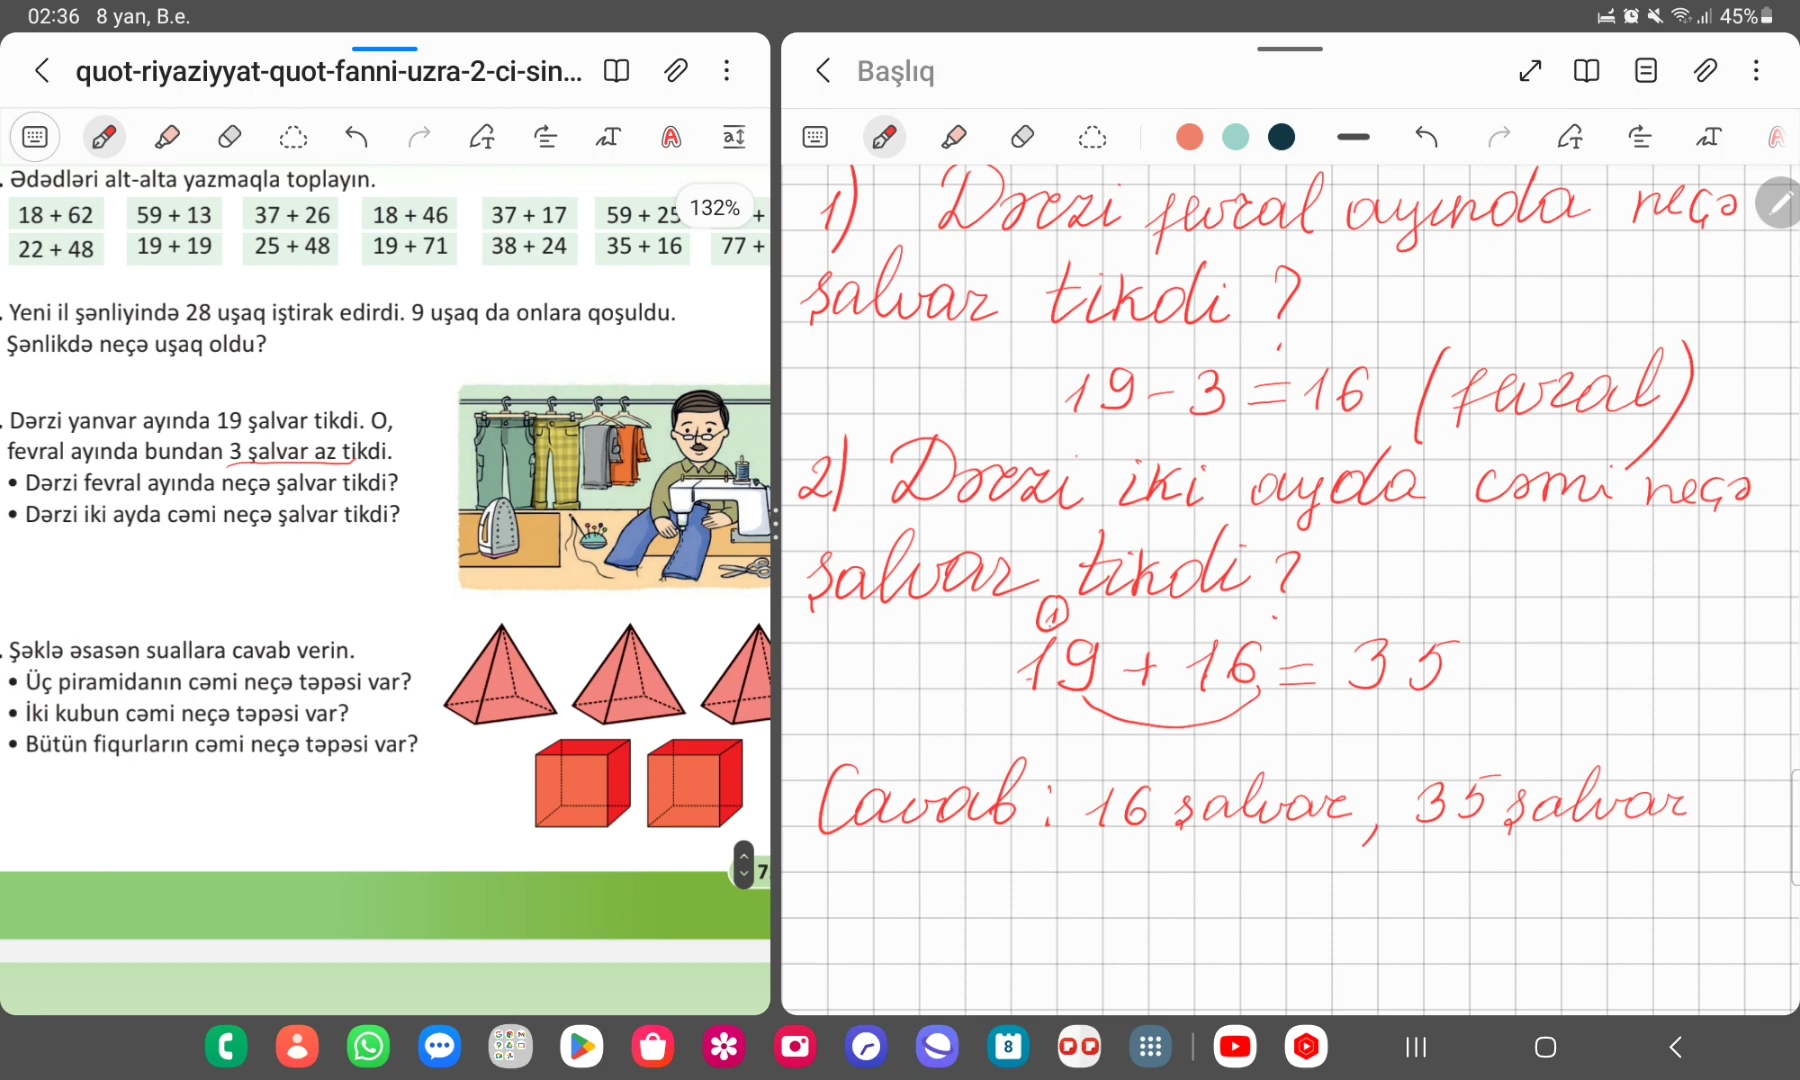 02:36 8 yan, B.e.
45%
quot-riyaziyyat-quot-fanni-uzra-2-ci-sin...
. Ədədləri alt-alta yazmaqla toplayın.
132%
18 + 62 59 + 13 37 + 26 18 + 46 37 + 17 59 + 25 +
22 + 48 19 + 19 25 + 48 19 + 71 38 + 24 35 + 16 77 +
. Yeni il şənliyində 28 uşaq iştirak edirdi. 9 uşaq da onlara qoşuldu.
Şənlikdə neçə uşaq oldu?
. Dərzi yanvar ayında 19 şalvar tikdi. O,
fevral ayında bundan 3 şalvar az tikdi.
• Dərzi fevral ayında neçə şalvar tikdi?
• Dərzi iki ayda cəmi neçə şalvar tikdi?
. Şəklə əsasən suallara cavab verin.
• Üç piramidanın cəmi neçə təpəsi var?
• İki kubun cəmi neçə təpəsi var?
• Bütün fiqurların cəmi neçə təpəsi var?
7
Başlıq
1) Dərzi fevral ayında neçə
şalvar tikdi ?
19 - 3 = 16 (fevral)
2) Dərzi iki ayda cəmi neçə
şalvar tikdi ?
1
19 + 16 = 35
Cavab : 16 şalvar, 35 şalvar
8